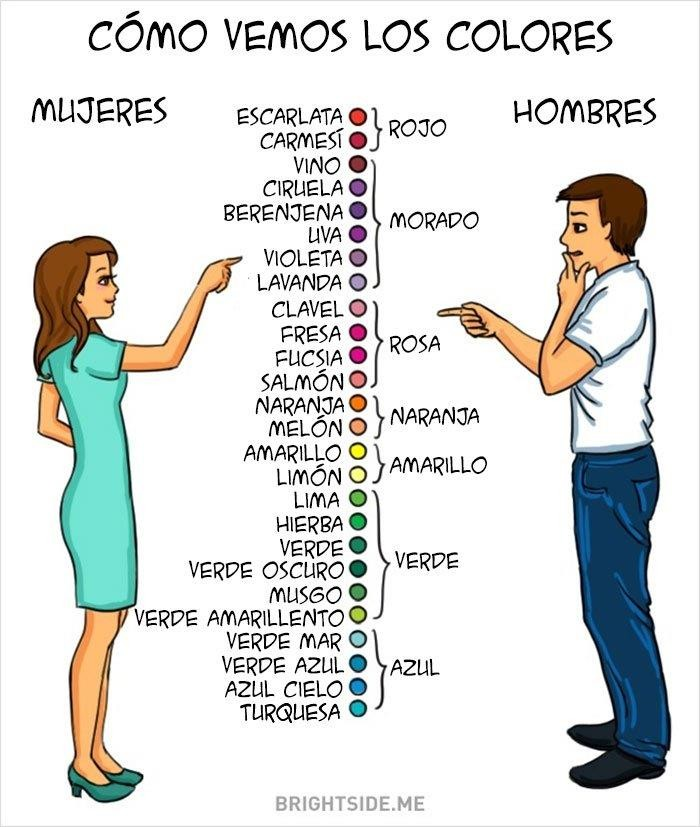 CÓMO VEMOS LOS COLORES
MUJERES
HOMBRES
ESCARLATA
CARMESÍ
ROJO
VINO
CIRUELA
BERENJENA
UVA
VIOLETA
LAVANDA
MORADO
CLAVEL
FRESA
FUCSIA
SALMÓN
ROSA
NARANJA
MELÓN
NARANJA
AMARILLO
LIMÓN
AMARILLO
LIMA
HIERBA
VERDE
VERDE OSCURO
MUSGO
VERDE AMARILLENTO
VERDE
VERDE MAR
VERDE AZUL
AZUL CIELO
TURQUESA
AZUL
BRIGHTSIDE.ME